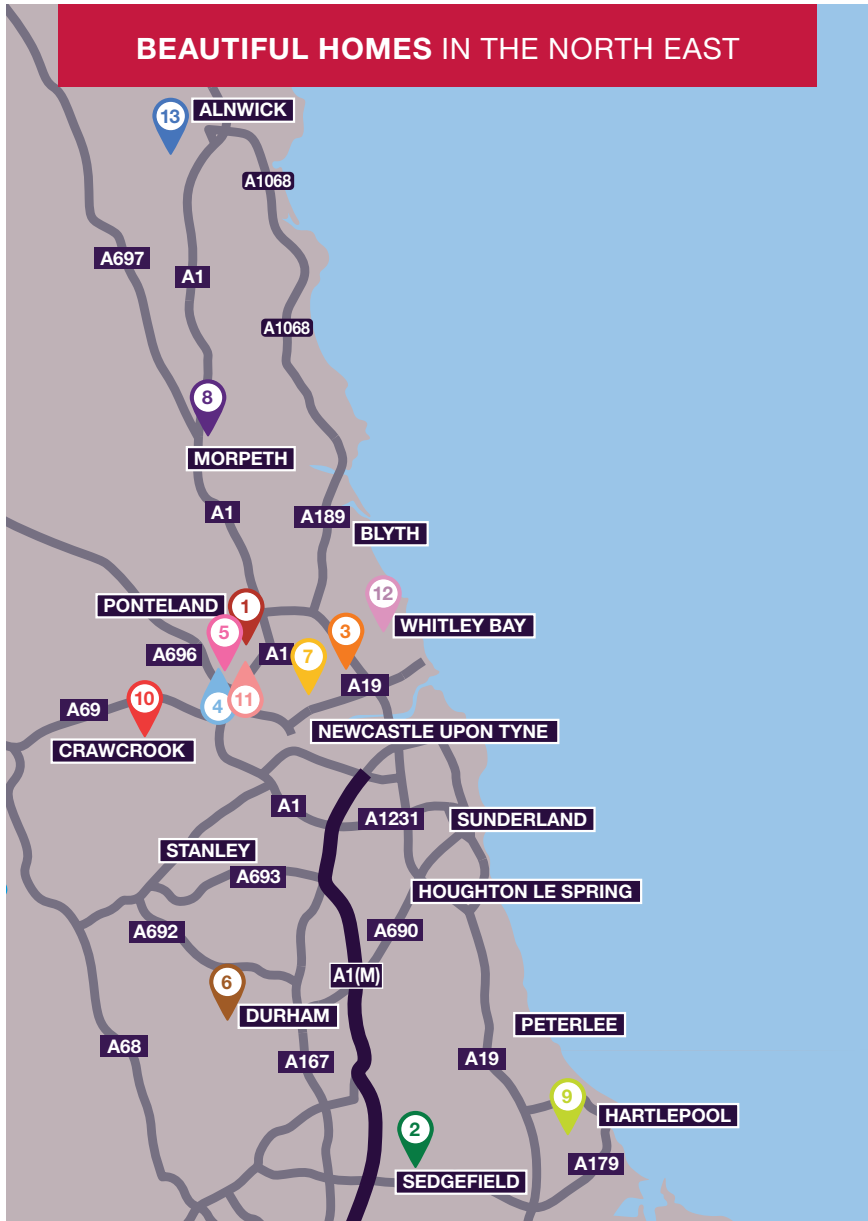 BEAUTIFUL HOMES IN THE NORTH EAST
13
ALNWICK
A1068
A697
A1
A1068
8
MORPETH
A1
A189
BLYTH
12
PONTELAND
1
WHITLEY BAY
5
3
A696
A1
7
A19
10
4
11
A69
NEWCASTLE UPON TYNE
CRAWCROOK
A1
A1231
SUNDERLAND
STANLEY
A693
HOUGHTON LE SPRING
A692
A690
A1(M)
6
DURHAM
PETERLEE
A68
A167
A19
9
HARTLEPOOL
2
A179
SEDGEFIELD